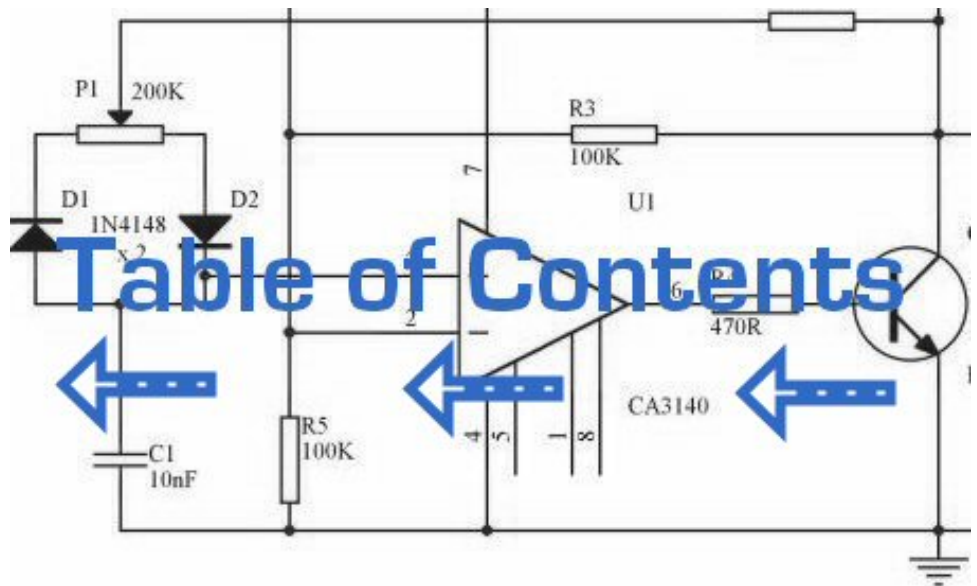 P1
200K
R3
100K
7
U1
D1
D2
1N4148
x 2
Table of Contents
2
6
470R
CA3140
4
5
1
8
R5
100K
C1
10nF